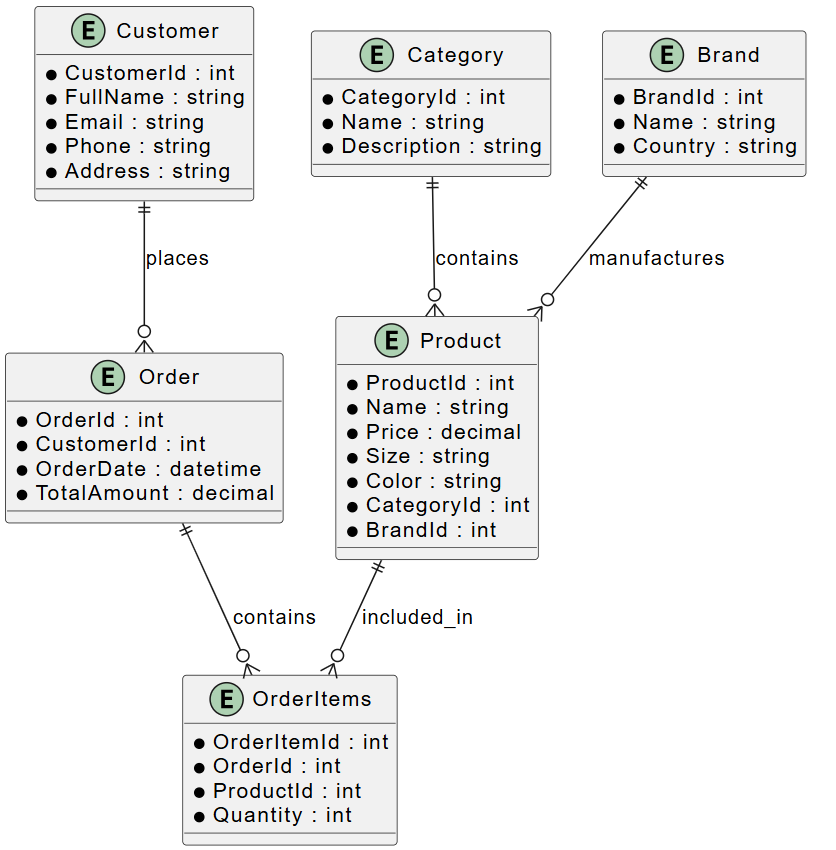 E Customer
CustomerId : int
FullName : string
Email : string
Phone : string
Address : string
E Category
CategoryId : int
Name : string
Description : string
E Brand
BrandId : int
Name : string
Country : string
places
contains
manufactures
E Order
OrderId : int
CustomerId : int
OrderDate : datetime
TotalAmount : decimal
E Product
ProductId : int
Name : string
Price : decimal
Size : string
Color : string
CategoryId : int
BrandId : int
contains
included_in
E OrderItems
OrderItemId : int
OrderId : int
ProductId : int
Quantity : int